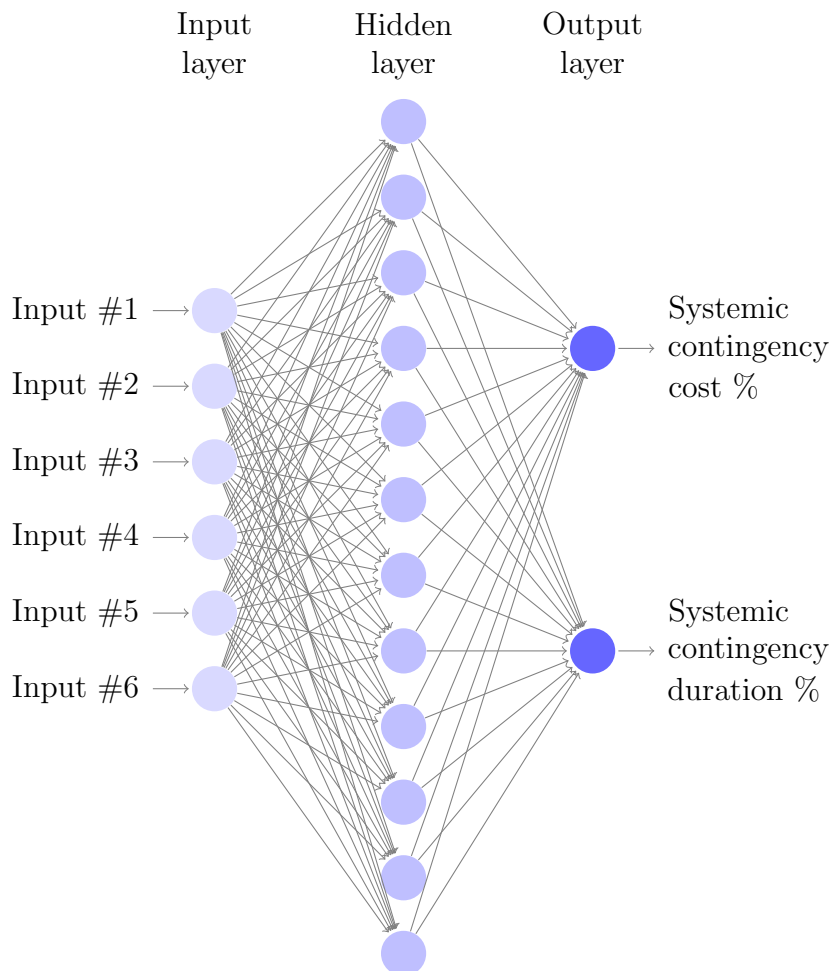 Input
layer
Hidden
layer
Output
layer
Input #1
Input #2
Input #3
Input #4
Input #5
Input #6
Systemic
contingency
cost %
Systemic
contingency
duration %